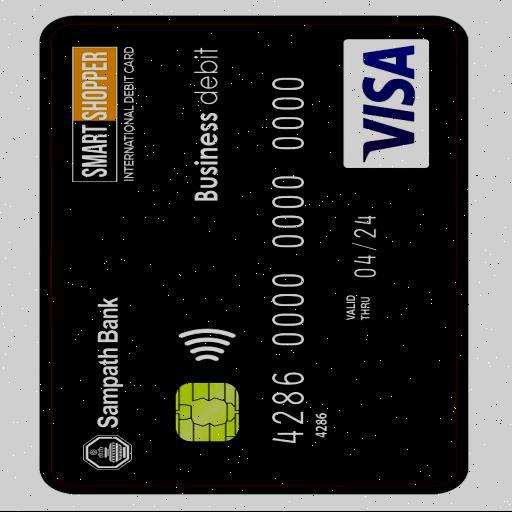 Sampath Bank
SMART SHOPPER
INTERNATIONAL DEBIT CARD
Business debit
4286 0000 0000 0000
4286
VALID
THRU
04/24
VISA